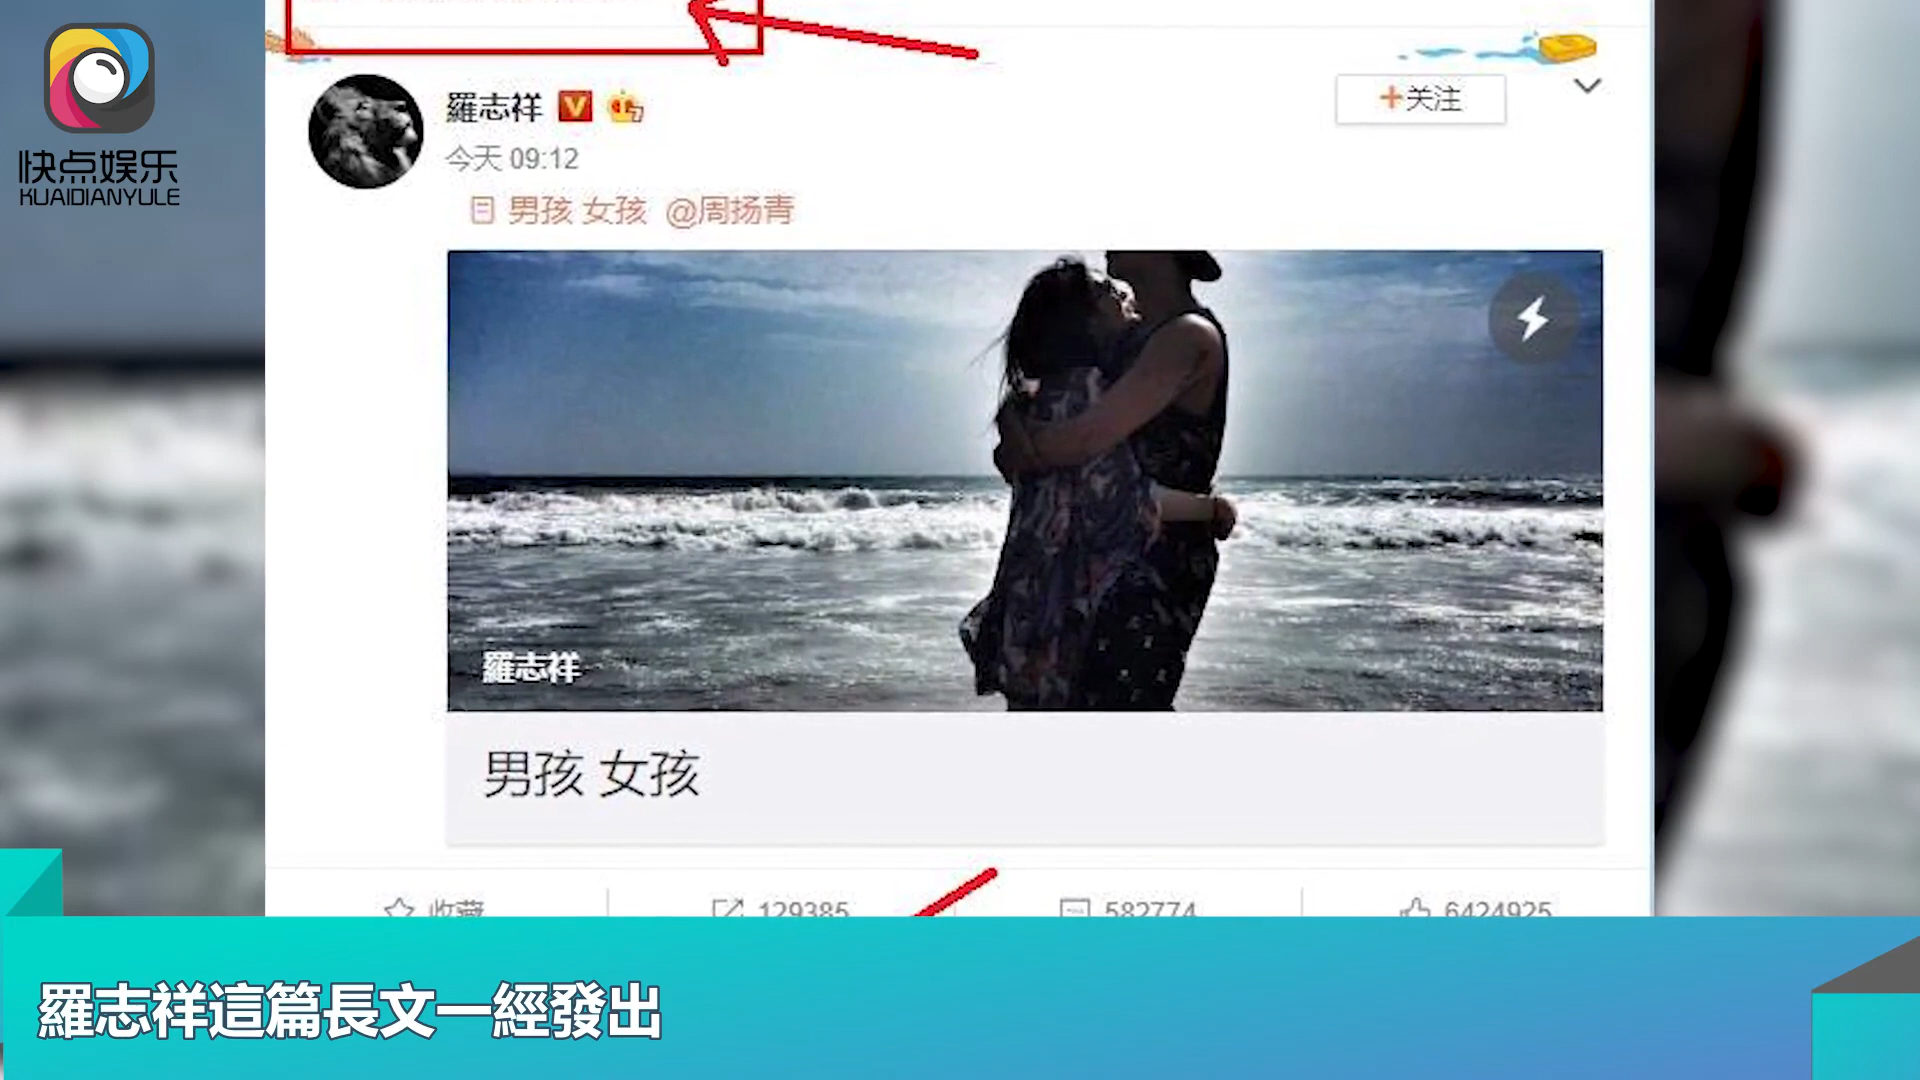 快点娱乐
KUAIDIANYULE
羅志祥
+关注
今天 09:12
男孩 女孩 @周扬青
羅志祥
男孩 女孩
收藏
129385
582774
6424925
羅志祥這篇長文一經發出